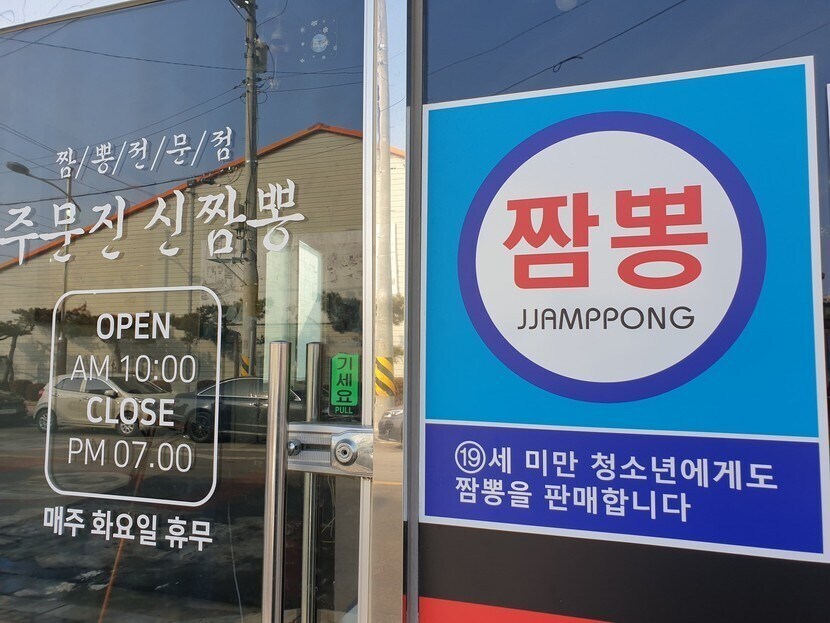 짬/뽕/전/문/점
주문진 신짬뽕
OPEN
AM 10:00
CLOSE
PM 07.00
매주 화요일 휴무
기세요
PULL
짬뽕
JJAMPPONG
⑲세 미만 청소년에게도
짬뽕을 판매합니다